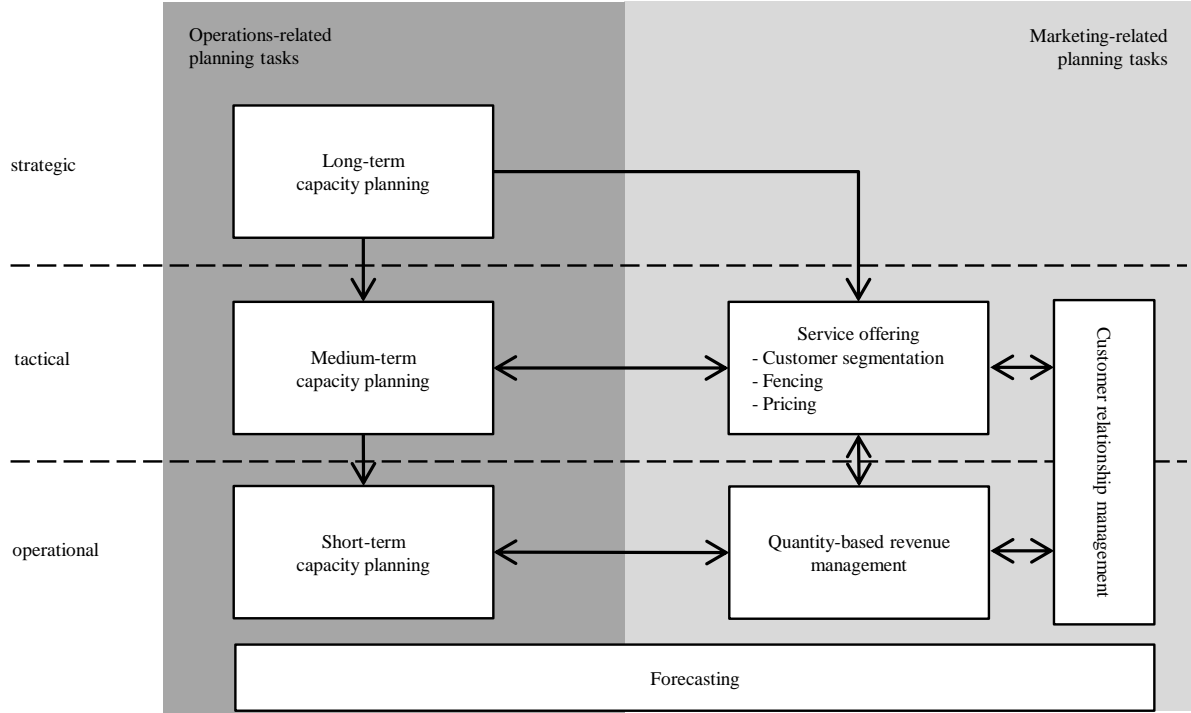 Operations-related
planning tasks
Marketing-related
planning tasks
strategic
Long-term
capacity planning
tactical
Medium-term
capacity planning
Service offering
- Customer segmentation
- Fencing
- Pricing
Customer relationship management
operational
Short-term
capacity planning
Quantity-based revenue
management
Forecasting